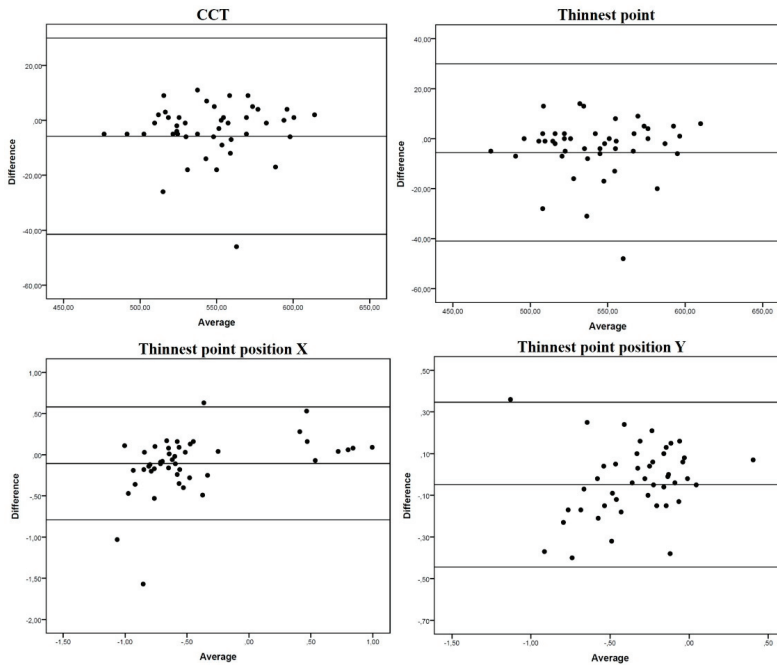 CCT
20,00
,00
-20,00
-40,00
-60,00
Difference
450,00 500,00 550,00 600,00 650,00
Average
Thinnest point
40,00
20,00
,00
-20,00
-40,00
-60,00
Difference
450,00 500,00 550,00 600,00 650,00
Average
Thinnest point position X
1,00
,50
,00
-,50
-1,00
-1,50
-2,00
Difference
-1,50 -1,00 -,50 ,00 ,50 1,00
Average
Thinnest point position Y
,50
,30
,10
-,10
-,30
-,50
-,70
Difference
-1,50 -1,00 -,50 ,00 ,50
Average